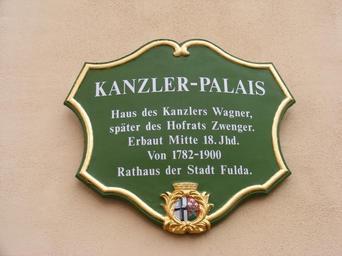 KANZLER-PALAIS
Haus des Kanzlers Wagner,
später des Hofrats Zwenger.
Erbaut Mitte 18. Jhd.
Von 1782-1900
Rathaus der Stadt Fulda.